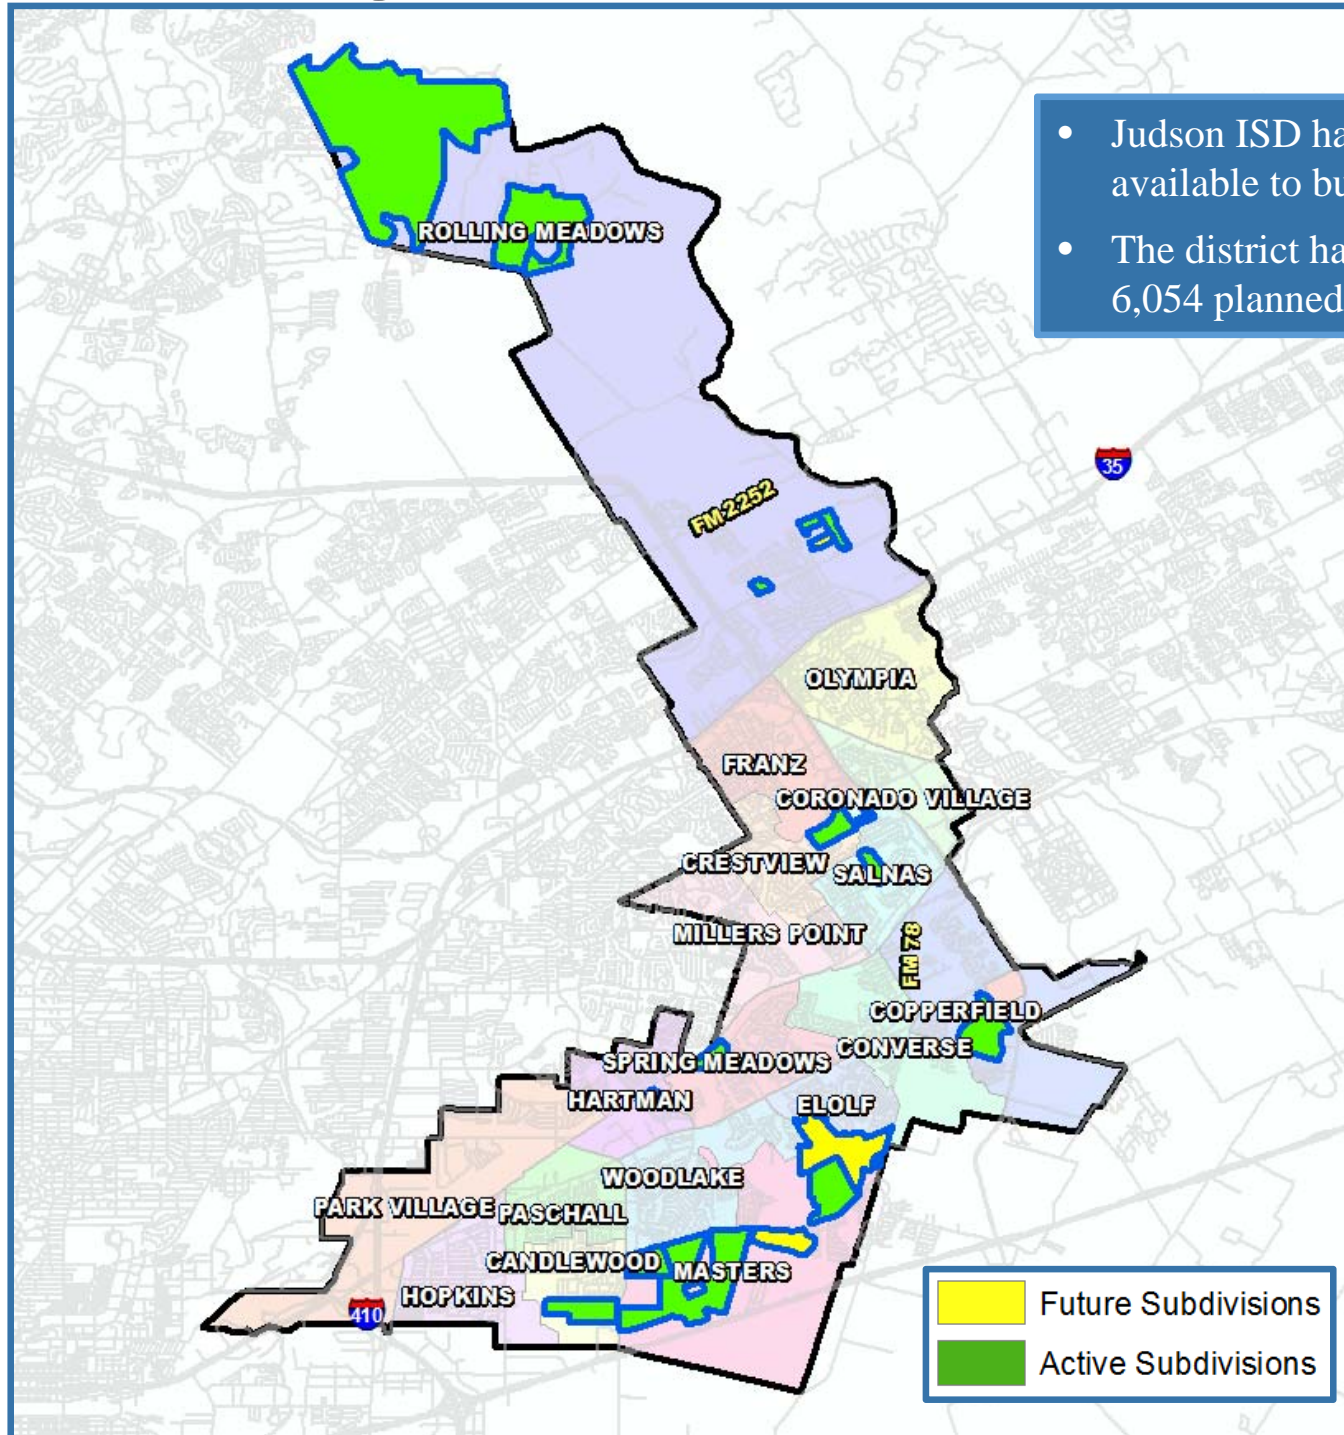 • Judson ISD ha
available to bu
• The district ha
6,054 planned
ROLLING MEADOWS
35
FM 2252
OLYMPIA
FRANZ
CORONADO VILLAGE
CRESTVIEW
SALNAS
MILLERS POINT
FM 78
COPPERFIELD
CONVERSE
SPRING MEADOWS
HARTMAN
ELOLF
WOODLAKE
PARK VILLAGE
PASCHALL
CANDLEWOOD
MASTERS
HOPKINS
410
Future Subdivisions
Active Subdivisions